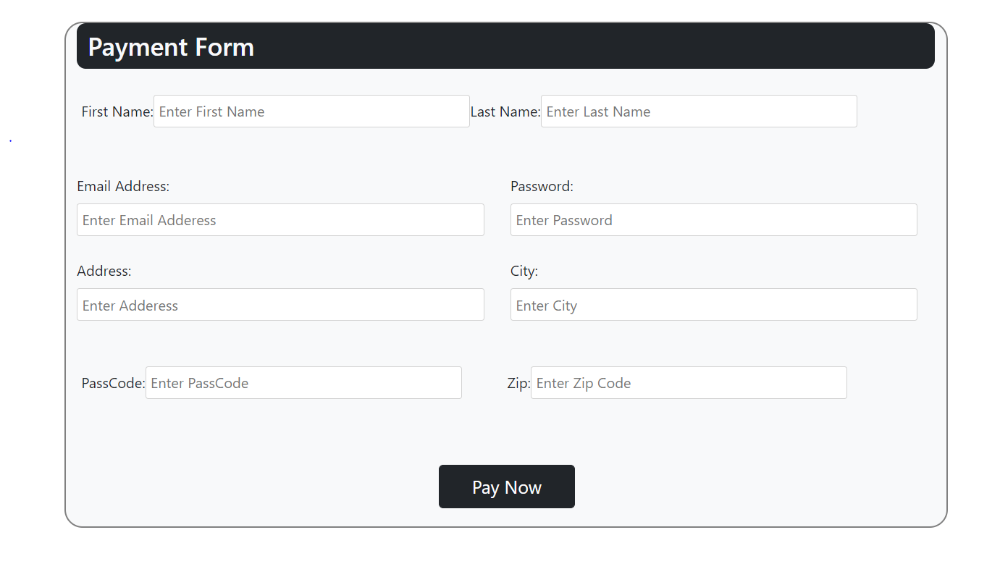 Payment Form
First Name: Enter First Name Last Name: Enter Last Name
Email Address: Password:
Enter Email Adderess Enter Password
Address: City:
Enter Adderess Enter City
PassCode: Enter PassCode Zip: Enter Zip Code
Pay Now